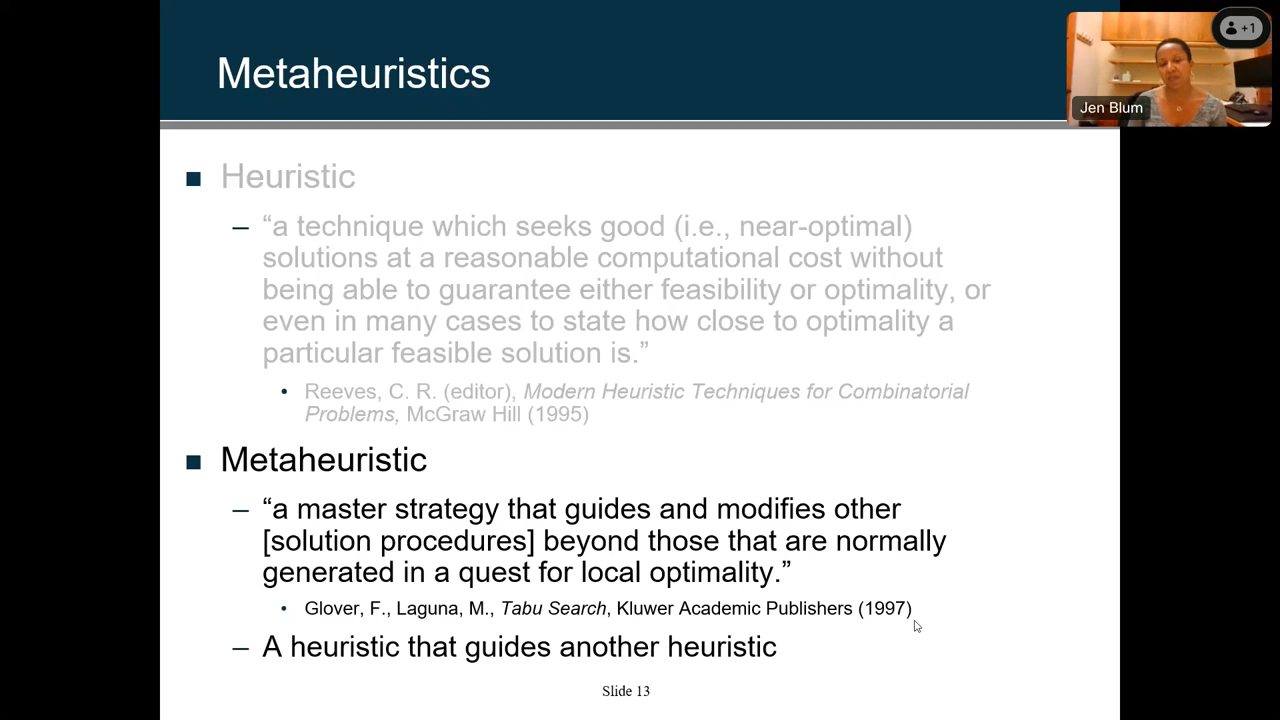 Metaheuristics
+1
Jen Blum
Heuristic
– “a technique which seeks good (i.e., near-optimal)
solutions at a reasonable computational cost without
being able to guarantee either feasibility or optimality, or
even in many cases to state how close to optimality a
particular feasible solution is.”
• Reeves, C. R. (editor), Modern Heuristic Techniques for Combinatorial
Problems, McGraw Hill (1995)
Metaheuristic
– “a master strategy that guides and modifies other
[solution procedures] beyond those that are normally
generated in a quest for local optimality.”
• Glover, F., Laguna, M., Tabu Search, Kluwer Academic Publishers (1997)
– A heuristic that guides another heuristic
Slide 13